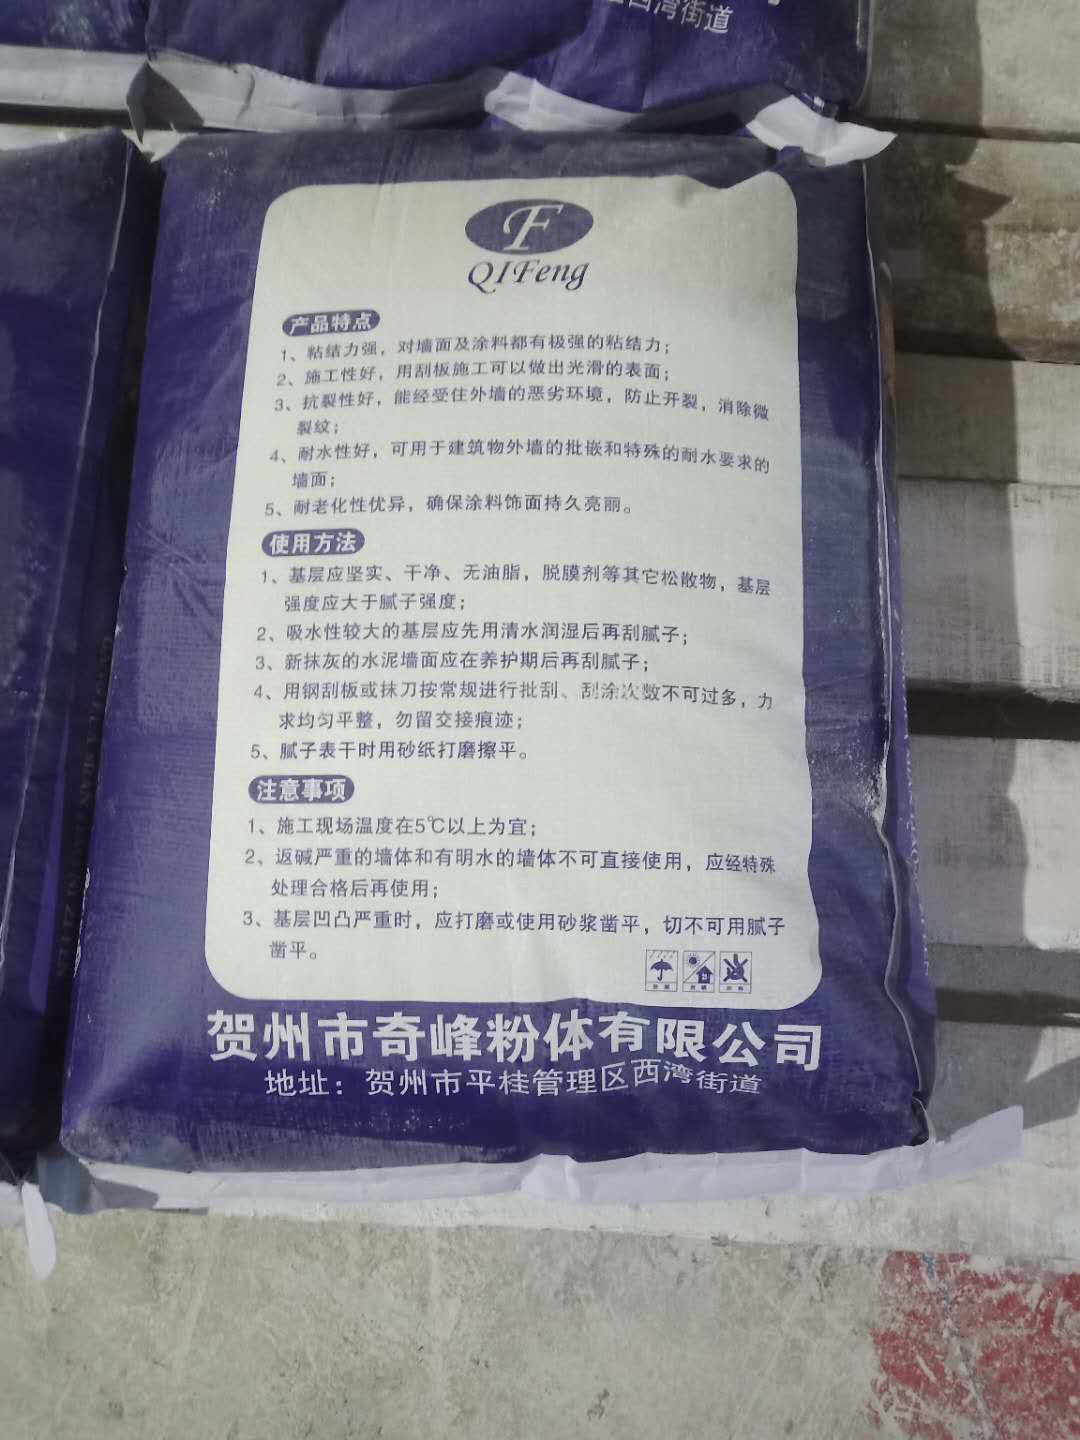 西湾街道
F
QIFeng
产品特点
1、粘结力强，对墙面及涂料都有极强的粘结力；
2、施工性好，用刮板施工可以做出光滑的表面；
3、抗裂性好，能经受住外墙的恶劣环境，防止开裂，消除微
裂纹；
4、耐水性好，可用于建筑物外墙的批嵌和特殊的耐水要求的
墙面；
5、耐老化性优异，确保涂料饰面持久亮丽。
使用方法
1、基层应坚实、干净、无油脂，脱膜剂等其它松散物，基层
强度应大于腻子强度；
2、吸水性较大的基层应先用清水润湿后再刮腻子；
3、新抹灰的水泥墙面应在养护期后再刮腻子；
4、用钢刮板或抹刀按常规进行批刮、刮涂次数不可过多，力
求均匀平整，勿留交接痕迹；
5、腻子表干时用砂纸打磨擦平。
注意事项
1、施工现场温度在5℃以上为宜；
2、返碱严重的墙体和有明水的墙体不可直接使用，应经特殊
处理合格后再使用；
3、基层凹凸严重时，应打磨或使用砂浆凿平，切不可用腻子
凿平。
贺州市奇峰粉体有限公司
地址：贺州市平桂管理区西湾街道